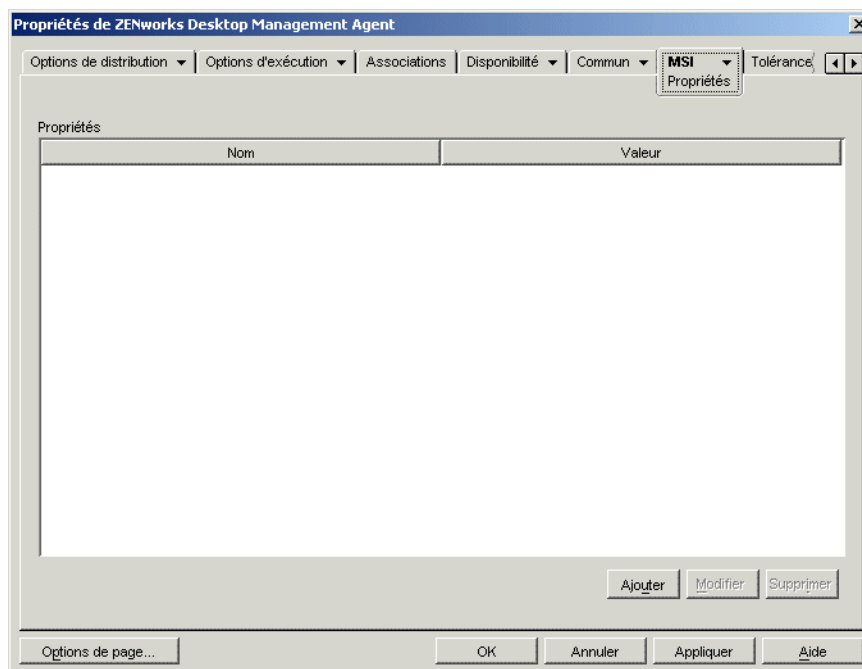 Propriétés de ZENworks Desktop Management Agent
Options de distribution Options d'exécution Associations Disponibilité Commun MSI Tolérance
Propriétés
Propriétés
Nom Valeur
Ajouter Modifier Supprimer
Options de page... OK Annuler Appliquer Aide